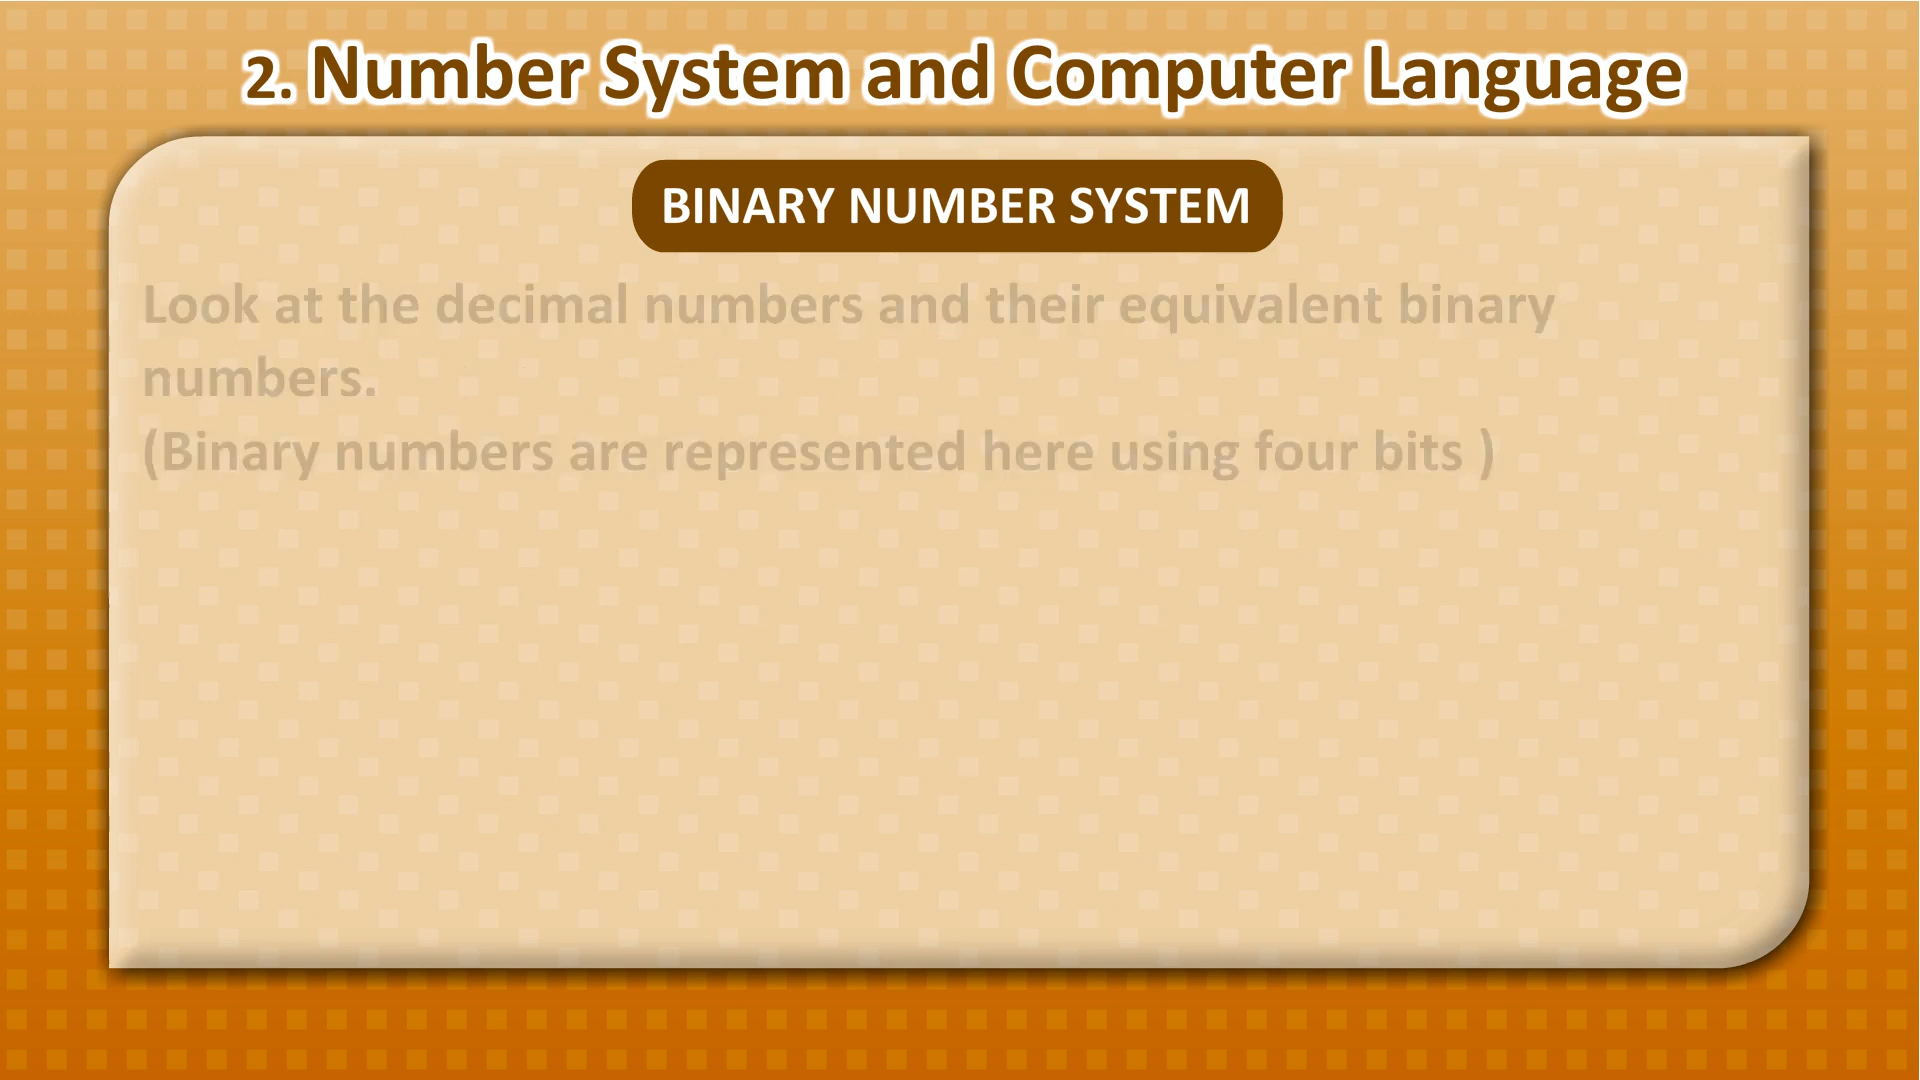 2. Number System and Computer Language
BINARY NUMBER SYSTEM
Look at the decimal numbers and their equivalent binary
numbers.
(Binary numbers are represented here using four bits )